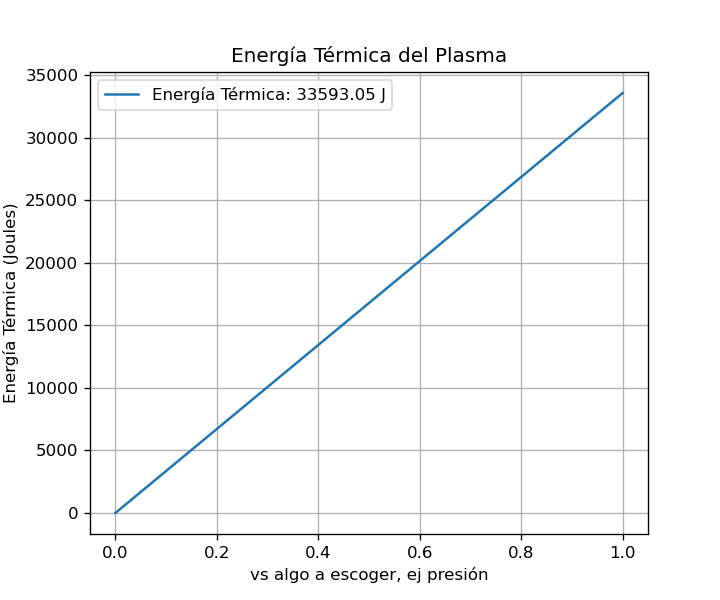 Energía Térmica del Plasma
Energía Térmica: 33593.05 J
Energía Térmica (Joules)
35000
30000
25000
20000
15000
10000
5000
0
0.0 0.2 0.4 0.6 0.8 1.0
vs algo a escoger, ej presión